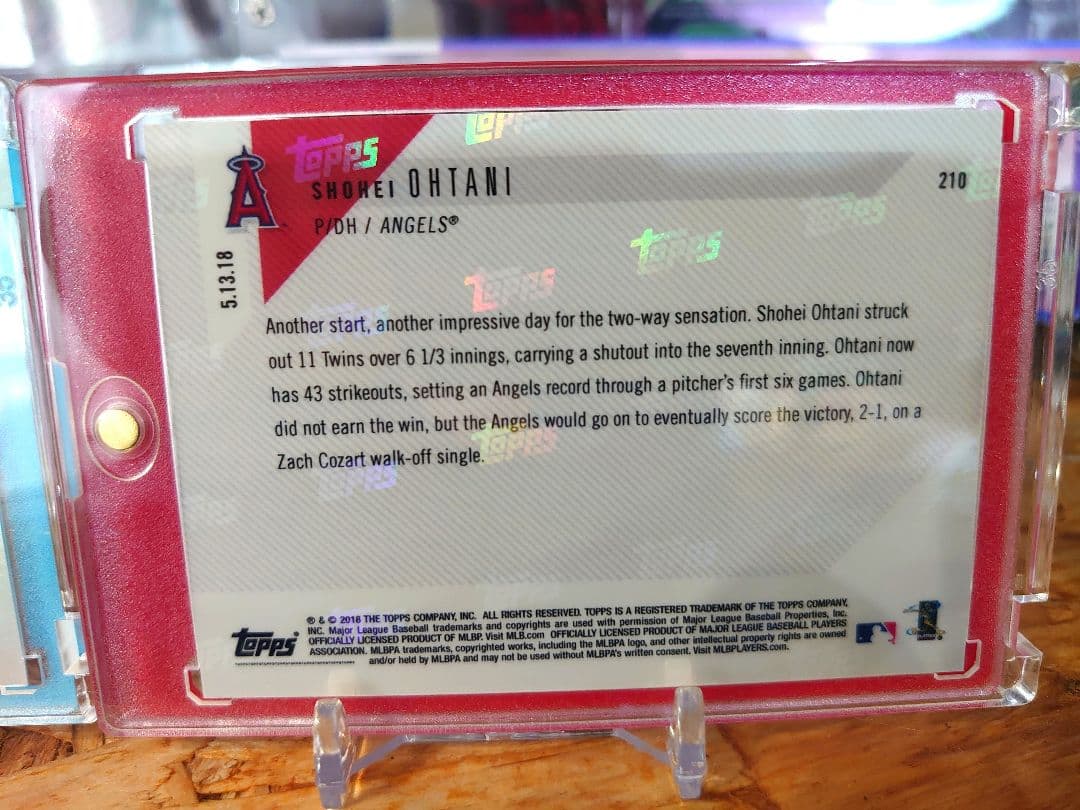 Topps
SHOHEI OHTANI
210
P/DH / ANGELS®
5.13.18
Another start, another impressive day for the two-way sensation. Shohei Ohtani struck
out 11 Twins over 6 1/3 innings, carrying a shutout into the seventh inning. Ohtani now
has 43 strikeouts, setting an Angels record through a pitcher's first six games. Ohtani
did not earn the win, but the Angels would go on to eventually score the victory, 2-1, on a
Zach Cozart walk-off single.
Topps
® & © 2018 THE TOPPS COMPANY, INC. ALL RIGHTS RESERVED. TOPPS IS A REGISTERED TRADEMARK OF THE TOPPS COMPANY,
INC. Major League Baseball trademarks and copyrights are used with permission of Major League Baseball Properties, Inc.
OFFICIALLY LICENSED PRODUCT OF MLBP. Visit MLB.com OFFICIALLY LICENSED PRODUCT OF MAJOR LEAGUE BASEBALL PLAYERS
ASSOCIATION. MLBPA trademarks, copyrighted works, including the MLBPA logo, and other intellectual property rights are owned
and/or held by MLBPA and may not be used without MLBPA's written consent. Visit MLBPLAYERS.com.